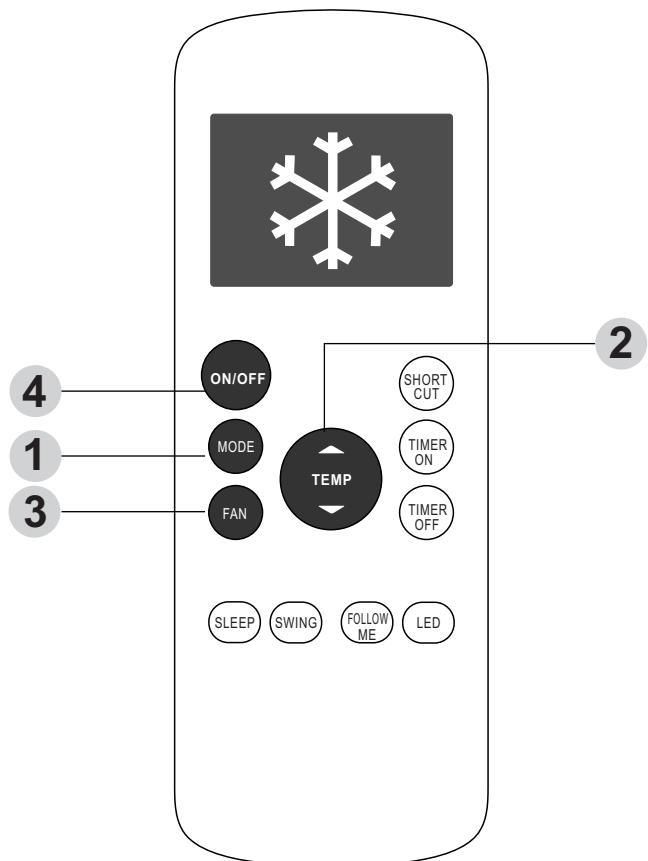 2
ON/OFF
SHORT
CUT
4
MODE
TIMER
ON
1
TEMP
FAN
TIMER
OFF
3
SLEEP
SWING
FOLLOW
ME
LED